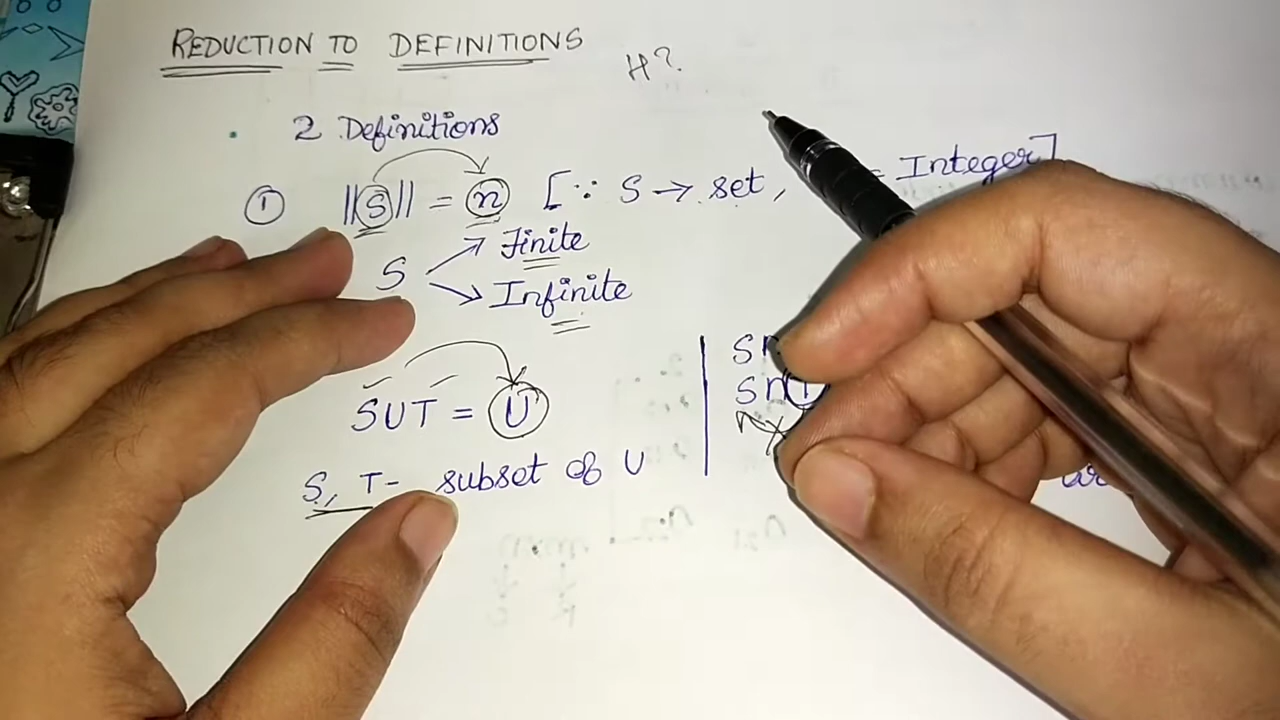 REDUCTION TO DEFINITIONS
H?
2 Definitions
① ||S|| = n [∵ S → set, = Integer]
S → Finite
→ Infinite
SUT = U
S, T - subset of U
S
S∩T